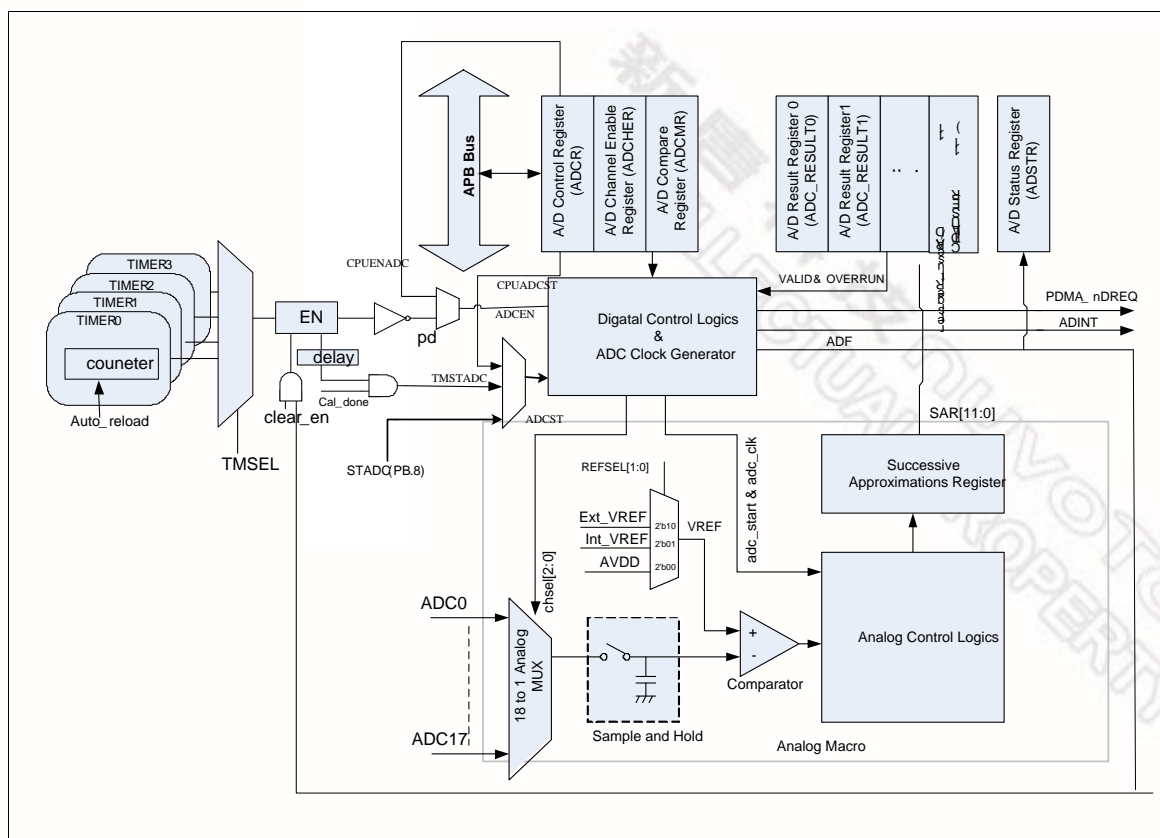 APB Bus
A/D Control Register
(ADCR)
A/D Channel Enable
Register (ADCHER)
A/D Compare
Register (ADCMR)
A/D Result Register 0
(ADC_RESULT0)
A/D Result Register1
(ADC_RESULT1)
A/D Status Register
(ADSTR)
TIMER3
TIMER2
TIMER1
TIMER0
couneter
Auto_reload
TMSEL
EN
delay
clear_en
Cal_done
CPUENADC
pd
CPUADCST
ADCEN
TMSTADC
ADCST
STADC(PB.8)
Digatal Control Logics
&
ADC Clock Generator
VALID& OVERRUN
PDMA_nDREQ
ADINT
ADF
SAR[11:0]
Successive
Approximations Register
REFSEL[1:0]
Ext_VREF
Int_VREF
AVDD
2'b10
2'b01
2'b00
VREF
adc_start & adc_clk
chsel[2:0]
ADC0
ADC17
18 to 1 Analog
MUX
Sample and Hold
+
-
Comparator
Analog Control Logics
Analog Macro